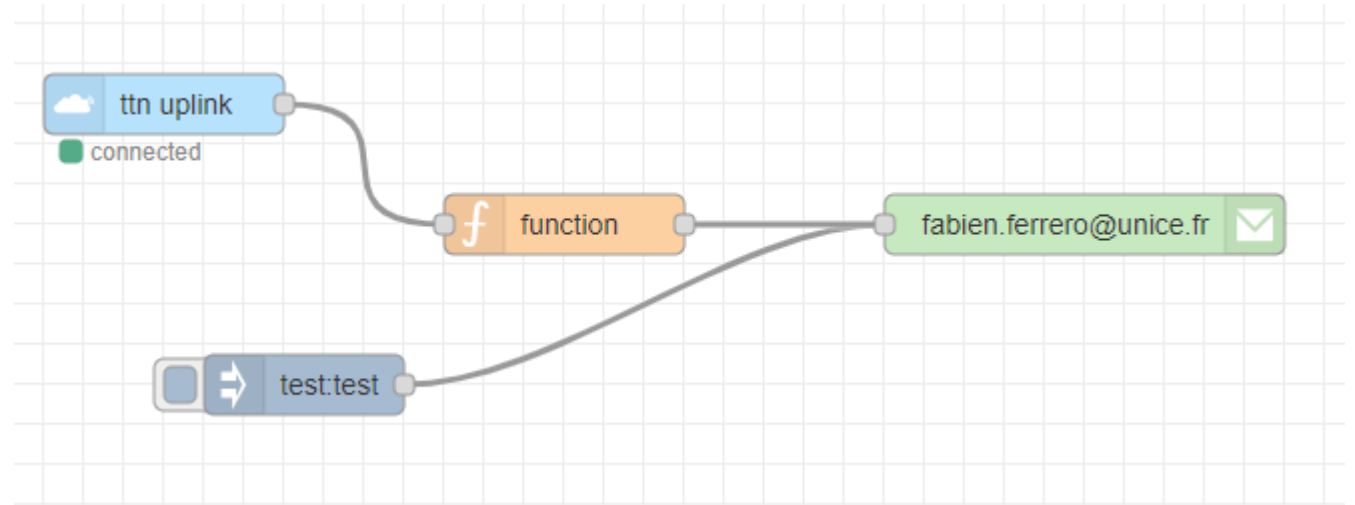 ttn uplink
connected
function
fabien.ferrero@unice.fr
test:test